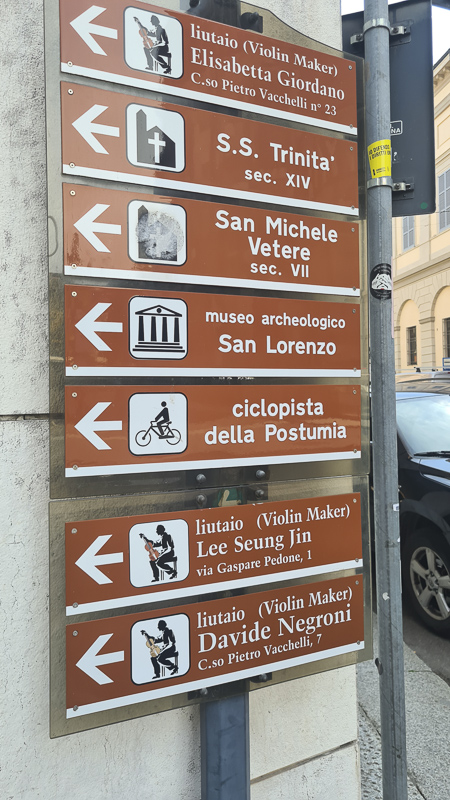 liutaio (Violin Maker)
Elisabetta Giordano
C.so Pietro Vacchelli n° 23
S.S. Trinita'
sec. XIV
San Michele
Vetere
sec. VII
museo archeologico
San Lorenzo
ciclopista
della Postumia
liutaio (Violin Maker)
Lee Seung Jin
via Gaspare Pedone, 1
liutaio (Violin Maker)
Davide Negroni
C.so Pietro Vacchelli, 7